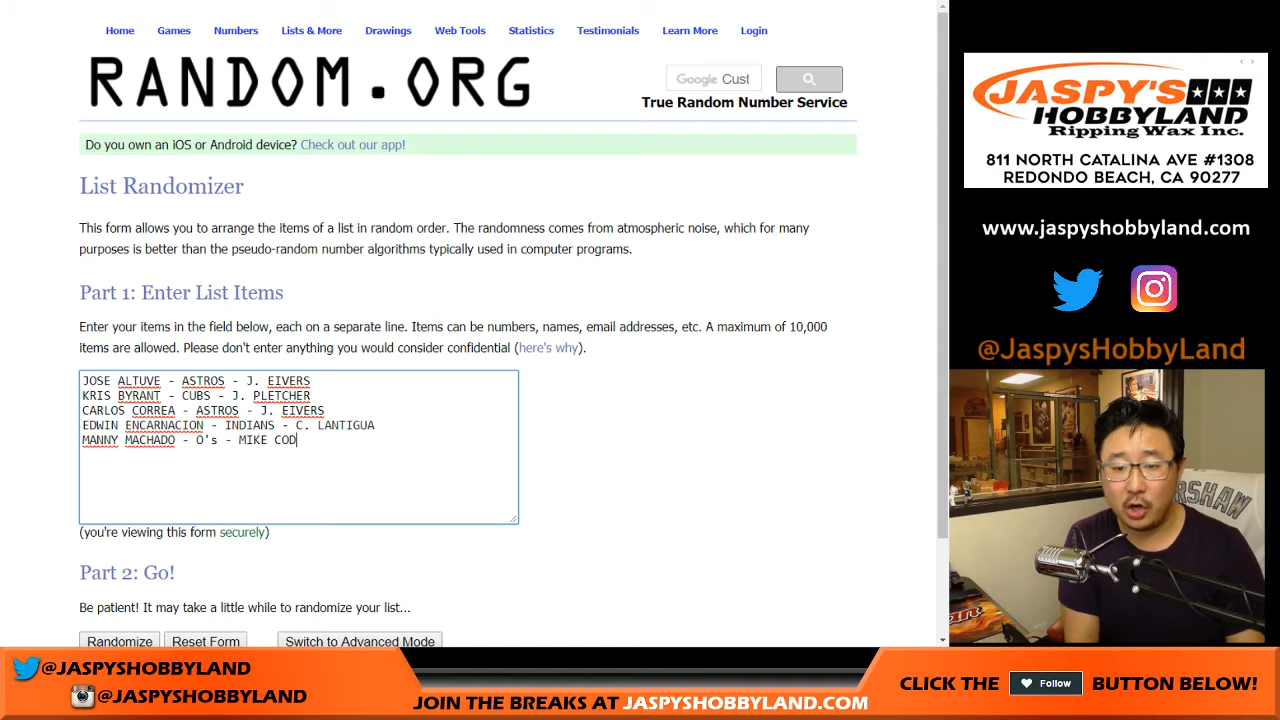 Home Games Numbers Lists & More Drawings Web Tools Statistics Testimonials Learn More Login
RANDOM.ORG
Google Cust
True Random Number Service
Do you own an iOS or Android device? Check out our app!
List Randomizer
This form allows you to arrange the items of a list in random order. The randomness comes from atmospheric noise, which for many
purposes is better than the pseudo-random number algorithms typically used in computer programs.
Part 1: Enter List Items
Enter your items in the field below, each on a separate line. Items can be numbers, names, email addresses, etc. A maximum of 10,000
items are allowed. Please don't enter anything you would consider confidential (here's why).
JOSE ALTUVE - ASTROS - J. EIVERS
KRIS BYRANT - CUBS - J. PLETCHER
CARLOS CORREA - ASTROS - J. EIVERS
EDWIN ENCARNACION - INDIANS - C. LANTIGUA
MANNY MACHADO - O's - MIKE COD
(you're viewing this form securely)
Part 2: Go!
Be patient! It may take a little while to randomize your list...
Randomize Reset Form Switch to Advanced Mode
JASPY'S
HOBBYLAND
Ripping Wax Inc.
811 NORTH CATALINA AVE #1308
REDONDO BEACH, CA 90277
www.jaspyshobbyland.com
@JaspysHobbyLand
ERSHAW
@JASPYSHOBBYLAND
@JASPYSHOBBYLAND
JOIN THE BREAKS AT JASPYSHOBBYLAND.COM
CLICK THE Follow BUTTON BELOW!